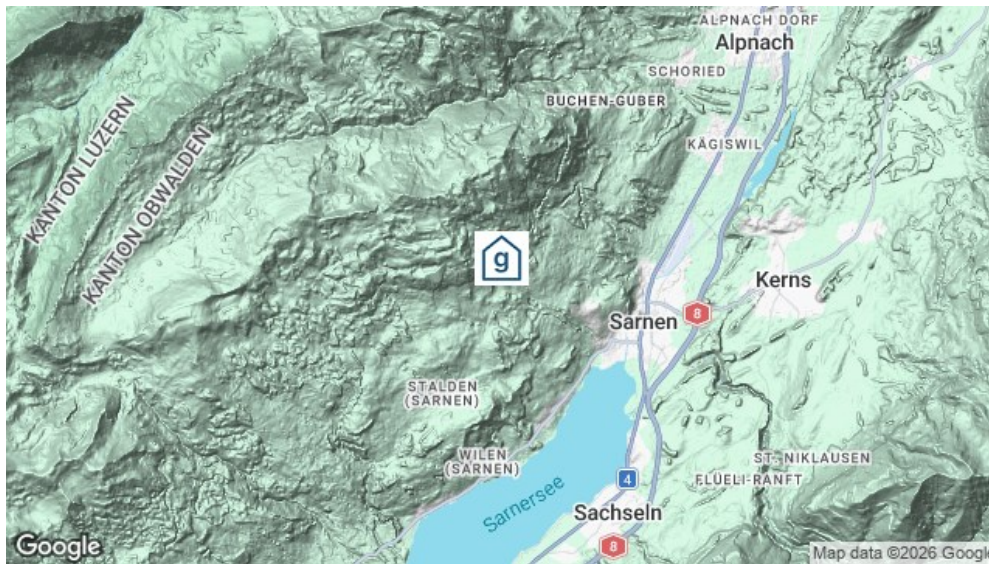 ALPNACH DORF
Alpnach
SCHORIED
BUCHEN-GUBER
KANTON LUZERN
KANTON OBWALDEN
KÄGISWIL
g
Kerns
8
Sarnen
STALDEN
(SARNEN)
WILEN
(SARNEN)
ST. NIKLAUSEN
FLÜELI-RANFT
4
Sarnersee
Sachseln
8
Google
Map data ©2026 Google